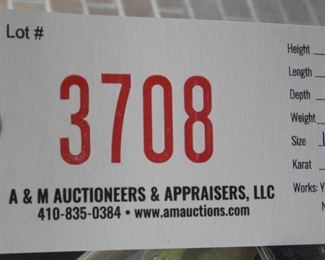 Lot #
3708
A & M AUCTIONEERS & APPRAISERS, LLC
410-835-0384 • www.amauctions.com
Height
Length
Depth
Weight
Size
Karat
Works: Y